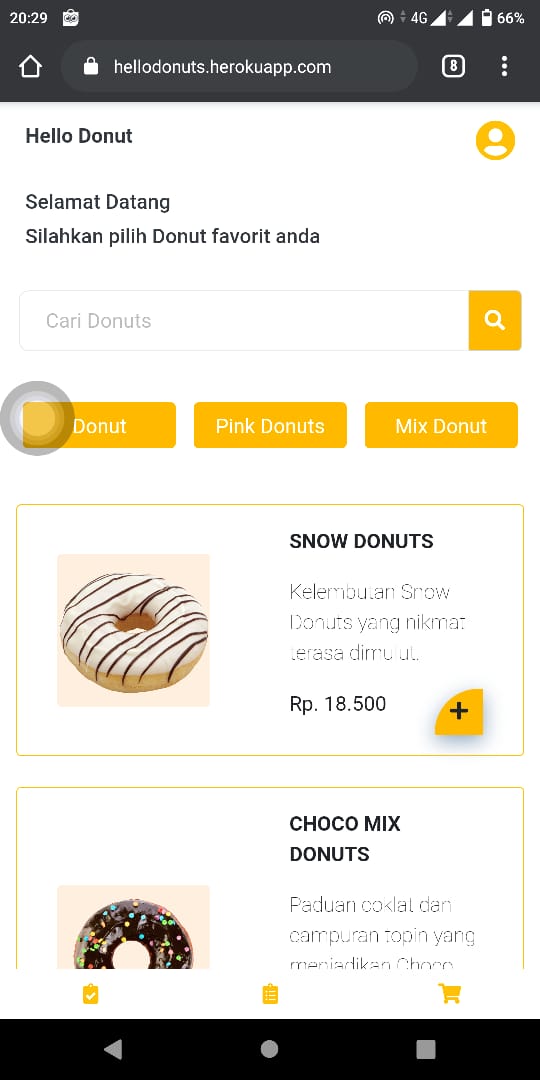 20:29
4G
66%
hellodonuts.herokuapp.com
8
Hello Donut
Selamat Datang
Silahkan pilih Donut favorit anda
Cari Donuts
Donut
Pink Donuts
Mix Donut
SNOW DONUTS
Kelembutan Snow
Donuts yang nikmat
terasa dimulut.
Rp. 18.500
CHOCO MIX
DONUTS
Paduan coklat dan
campuran topin yang
menjadikan Choco